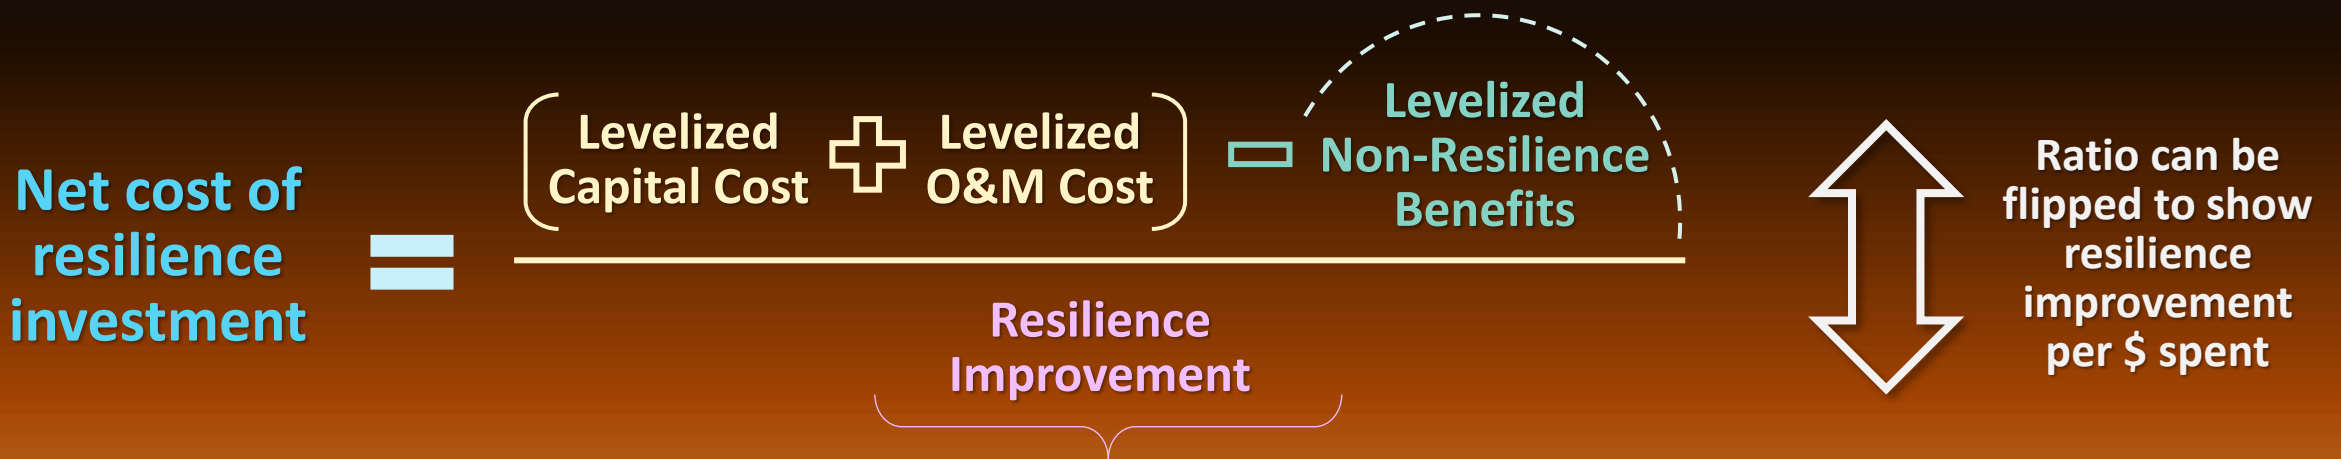 Net cost of
resilience
investment
=
Levelized
Capital Cost
+
Levelized
O&M Cost
-
Levelized
Non-Resilience
Benefits
Resilience
Improvement
Ratio can be
flipped to show
resilience
improvement
per $ spent